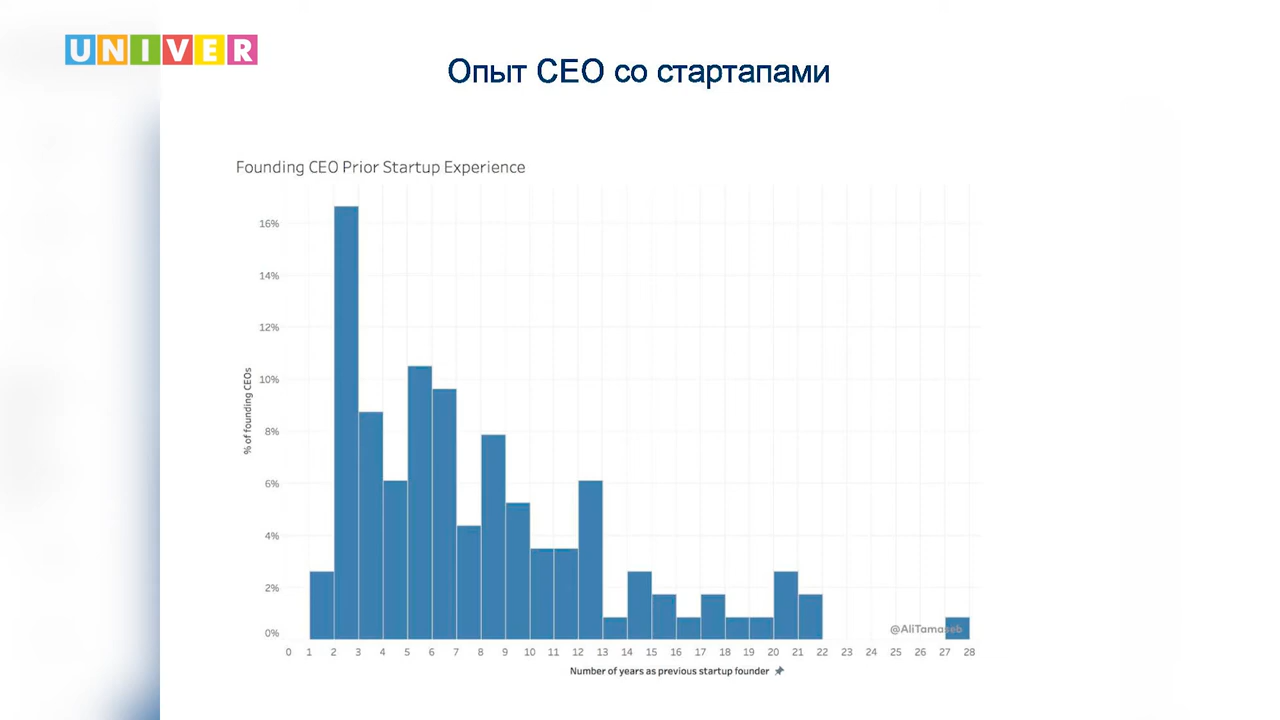 UNIVER
Опыт CEO со стартапами
Founding CEO Prior Startup Experience
16%
14%
12%
10%
8%
6%
4%
2%
0%
% of founding CEOs
@AliTamaseb
0 1 2 3 4 5 6 7 8 9 10 11 12 13 14 15 16 17 18 19 20 21 22 23 24 25 26 27 28
Number of years as previous startup founder